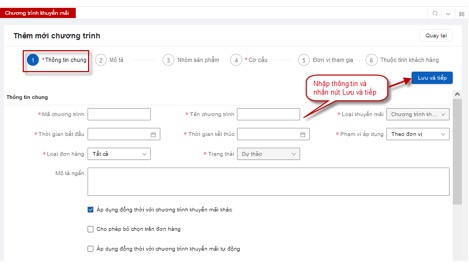 Chương trình khuyến mãi
Thêm mới chương trình
Quay lại
1 * Thông tin chung
2 Mô tả
3 Nhóm sản phẩm
4 * Cơ cấu
5 Đơn vị tham gia
6 Thuộc tính khách hàng
Lưu và tiếp
Nhập thông tin và
nhấn nút Lưu và tiếp
Thông tin chung
* Mã chương trình
* Tên chương trình
* Loại khuyến mãi Chương trình kh...
* Thời gian bắt đầu
* Thời gian kết thúc
* Phạm vi áp dụng Theo đơn vị
* Loại đơn hàng Tất cả
* Trạng thái Dự thảo
Mô tả ngắn
Áp dụng đồng thời với chương trình khuyến mãi khác
Cho phép bỏ chọn trên đơn hàng
Áp dụng đồng thời với chương trình khuyến mãi tự động